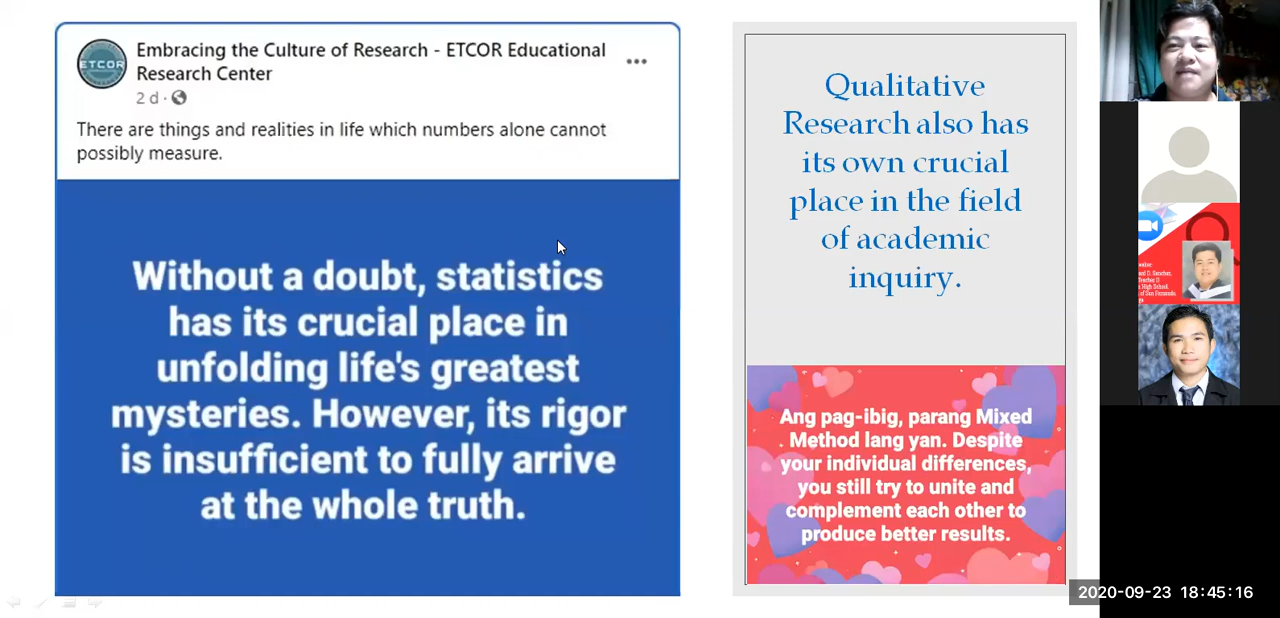 Embracing the Culture of Research - ETCOR Educational
Research Center
2 d ·
There are things and realities in life which numbers alone cannot
possibly measure.
Without a doubt, statistics
has its crucial place in
unfolding life's greatest
mysteries. However, its rigor
is insufficient to fully arrive
at the whole truth.
ETCOR
Qualitative
Research also has
its own crucial
place in the field
of academic
inquiry.
Ang pag-ibig, parang Mixed
Method lang yan. Despite
your individual differences,
you still try to unite and
complement each other to
produce better results.
High School
2020-09-23 18:45:16